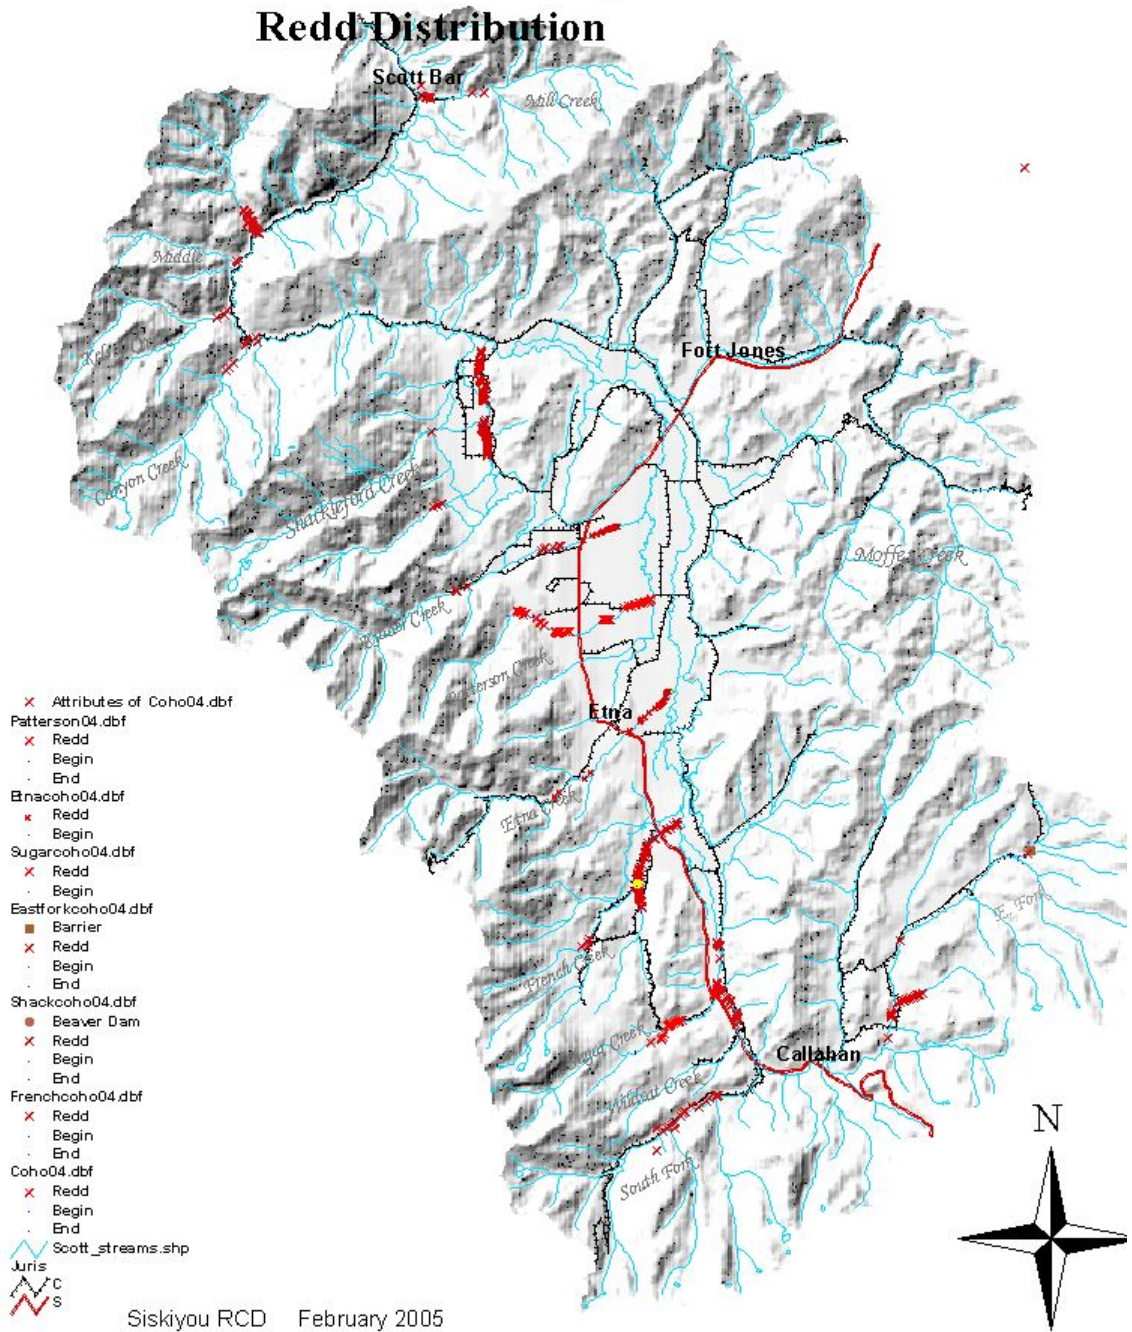 Redd Distribution
Scott Bar
Mill Creek
Middle
Kelsey Ck
Fort Jones
Canyon Creek
Shackleford Creek
Moffet Creek
Kidder Creek
Patterson Creek
Etna
Etna Creek
E. Fork
French Creek
Sugar Creek
Callahan
Wildcat Creek
South Fork
N
Attributes of Coho04.dbf
Patterson04.dbf
Redd
Begin
End
Etnacoho04.dbf
Redd
Begin
Sugarcoho04.dbf
Redd
Begin
Eastforkcoho04.dbf
Barrier
Redd
Begin
End
Shackcoho04.dbf
Beaver Dam
Redd
Begin
End
Frenchcoho04.dbf
Redd
Begin
End
Coho04.dbf
Redd
Begin
End
Scott_streams.shp
Juris
C
S
Siskiyou RCD February 2005